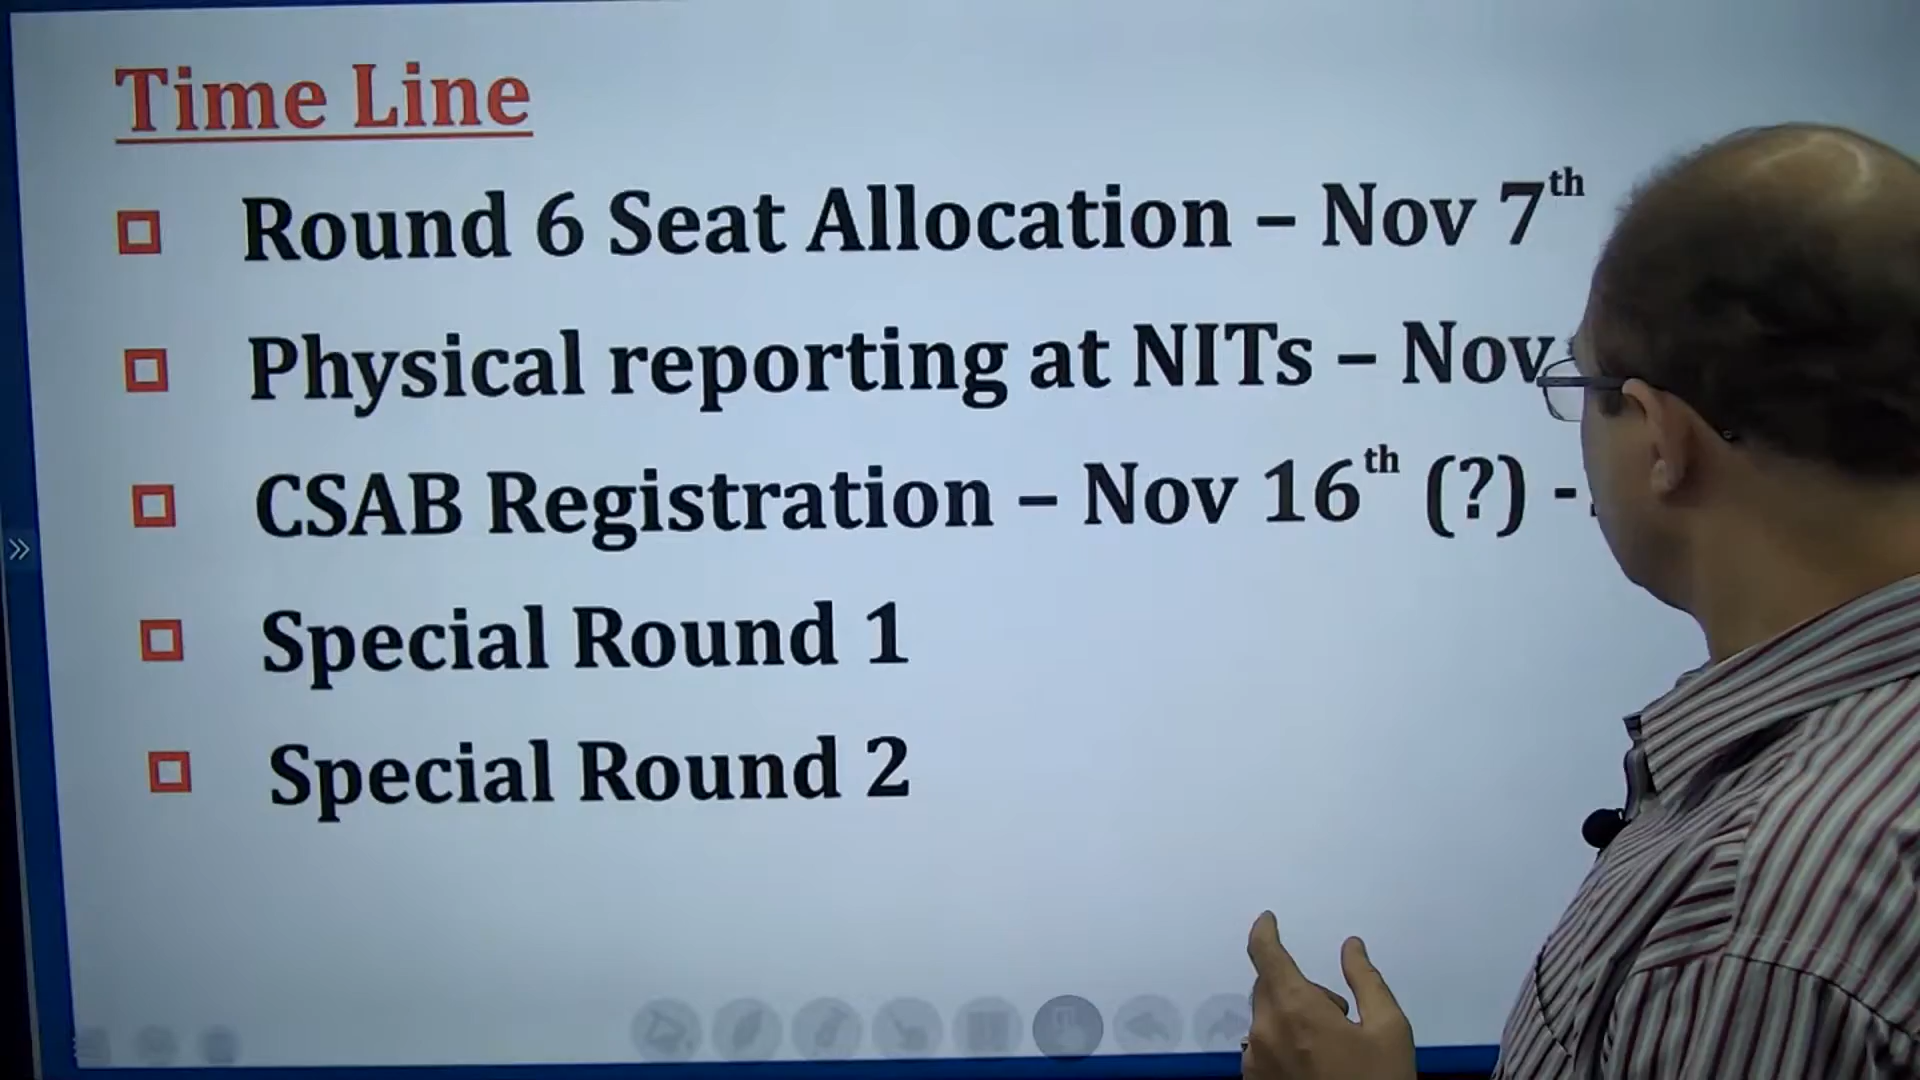 Time Line
Round 6 Seat Allocation – Nov 7th
Physical reporting at NITs – Nov
CSAB Registration – Nov 16th (?) -
Special Round 1
Special Round 2